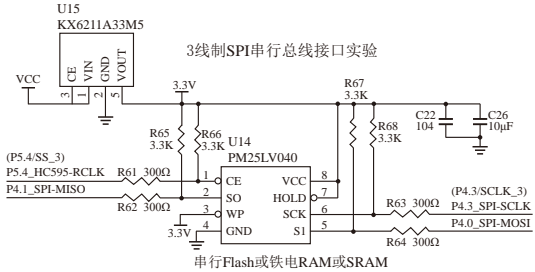 U15
KX6211A33M5
3线制SPI串行总线接口实验
CE
VIN
GND
VOUT
VCC
3 1 2 5
3.3V
R67
3.3K
R65
3.3K
R66
3.3K
R68
3.3K
C22
104
C26
10μF
U14
PM25LV040
(P5.4/SS_3)
P5.4_HC595-RCLK
R61 300Ω
1 CE
VCC 8
P4.1_SPI-MISO
R62 300Ω
2 SO
HOLD 7
(P4.3/SCLK_3)
3 WP
SCK 6
R63 300Ω
P4.3_SPI-SCLK
3.3V
4 GND
S1 5
R64 300Ω
P4.0_SPI-MOSI
串行Flash或铁电RAM或SRAM